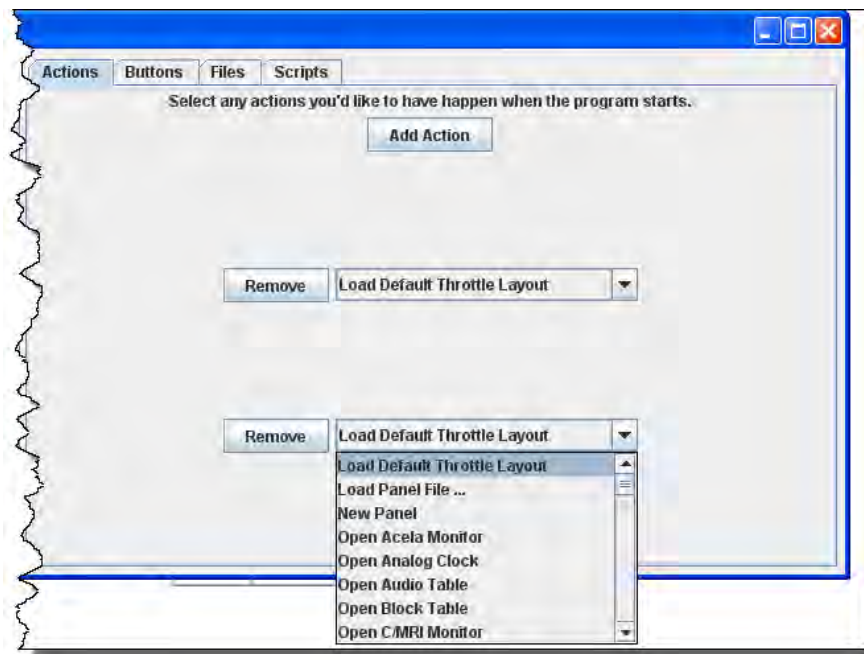 Actions Buttons Files Scripts
Select any actions you'd like to have happen when the program starts.
Add Action
Remove Load Default Throttle Layout
Remove Load Default Throttle Layout
Load Default Throttle Layout
Load Panel File ...
New Panel
Open Acela Monitor
Open Analog Clock
Open Audio Table
Open Block Table
Open C/MRI Monitor